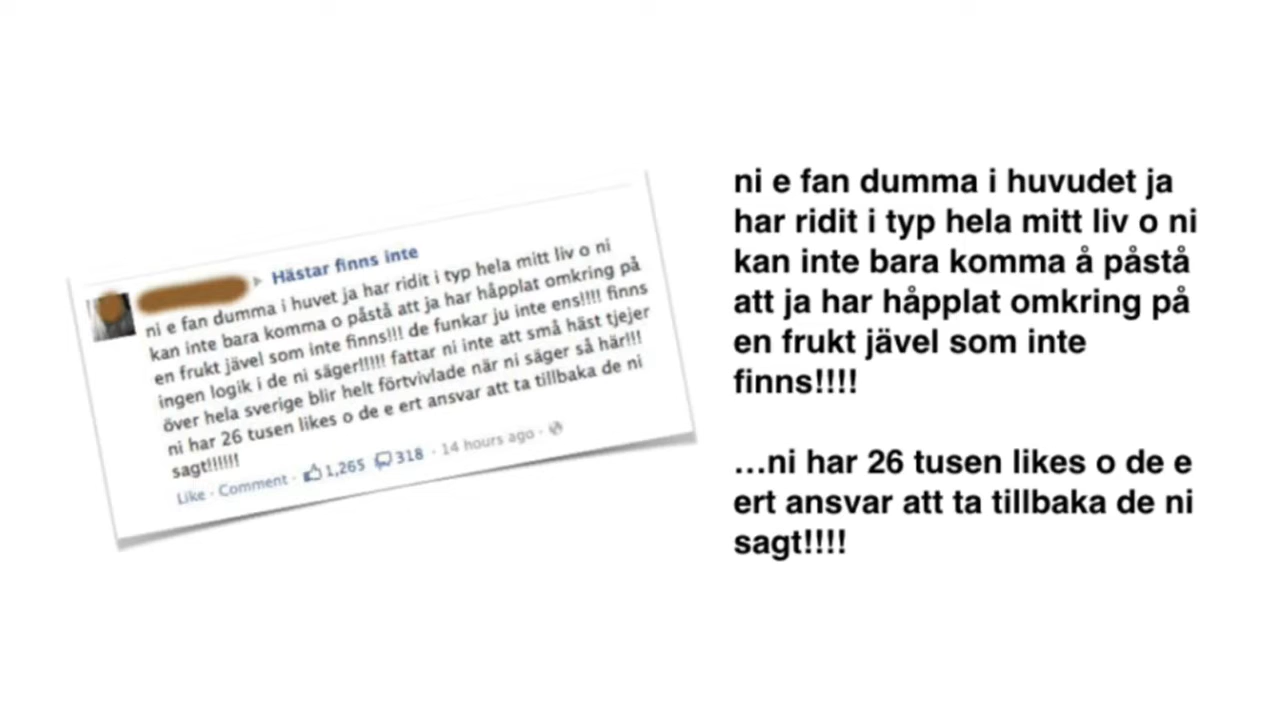 Hästar finns inte
ni e fan dumma i huvet ja har ridit i typ hela mitt liv o ni
kan inte bara komma o påstå att ja har håpplat omkring på
en frukt jävel som inte finns!!! de funkar ju inte ens!!!! finns
ingen logik i de ni säger!!!!! fattar ni inte att små häst tjejer
över hela sverige blir helt förtvivlade när ni säger så här!!!
ni har 26 tusen likes o de e ert ansvar att ta tillbaka de ni
sagt!!!!!!
Like · Comment · 1,265 318 · 14 hours ago ·
ni e fan dumma i huvudet ja
har ridit i typ hela mitt liv o ni
kan inte bara komma å påstå
att ja har håpplat omkring på
en frukt jävel som inte
finns!!!!
...ni har 26 tusen likes o de e
ert ansvar att ta tillbaka de ni
sagt!!!!